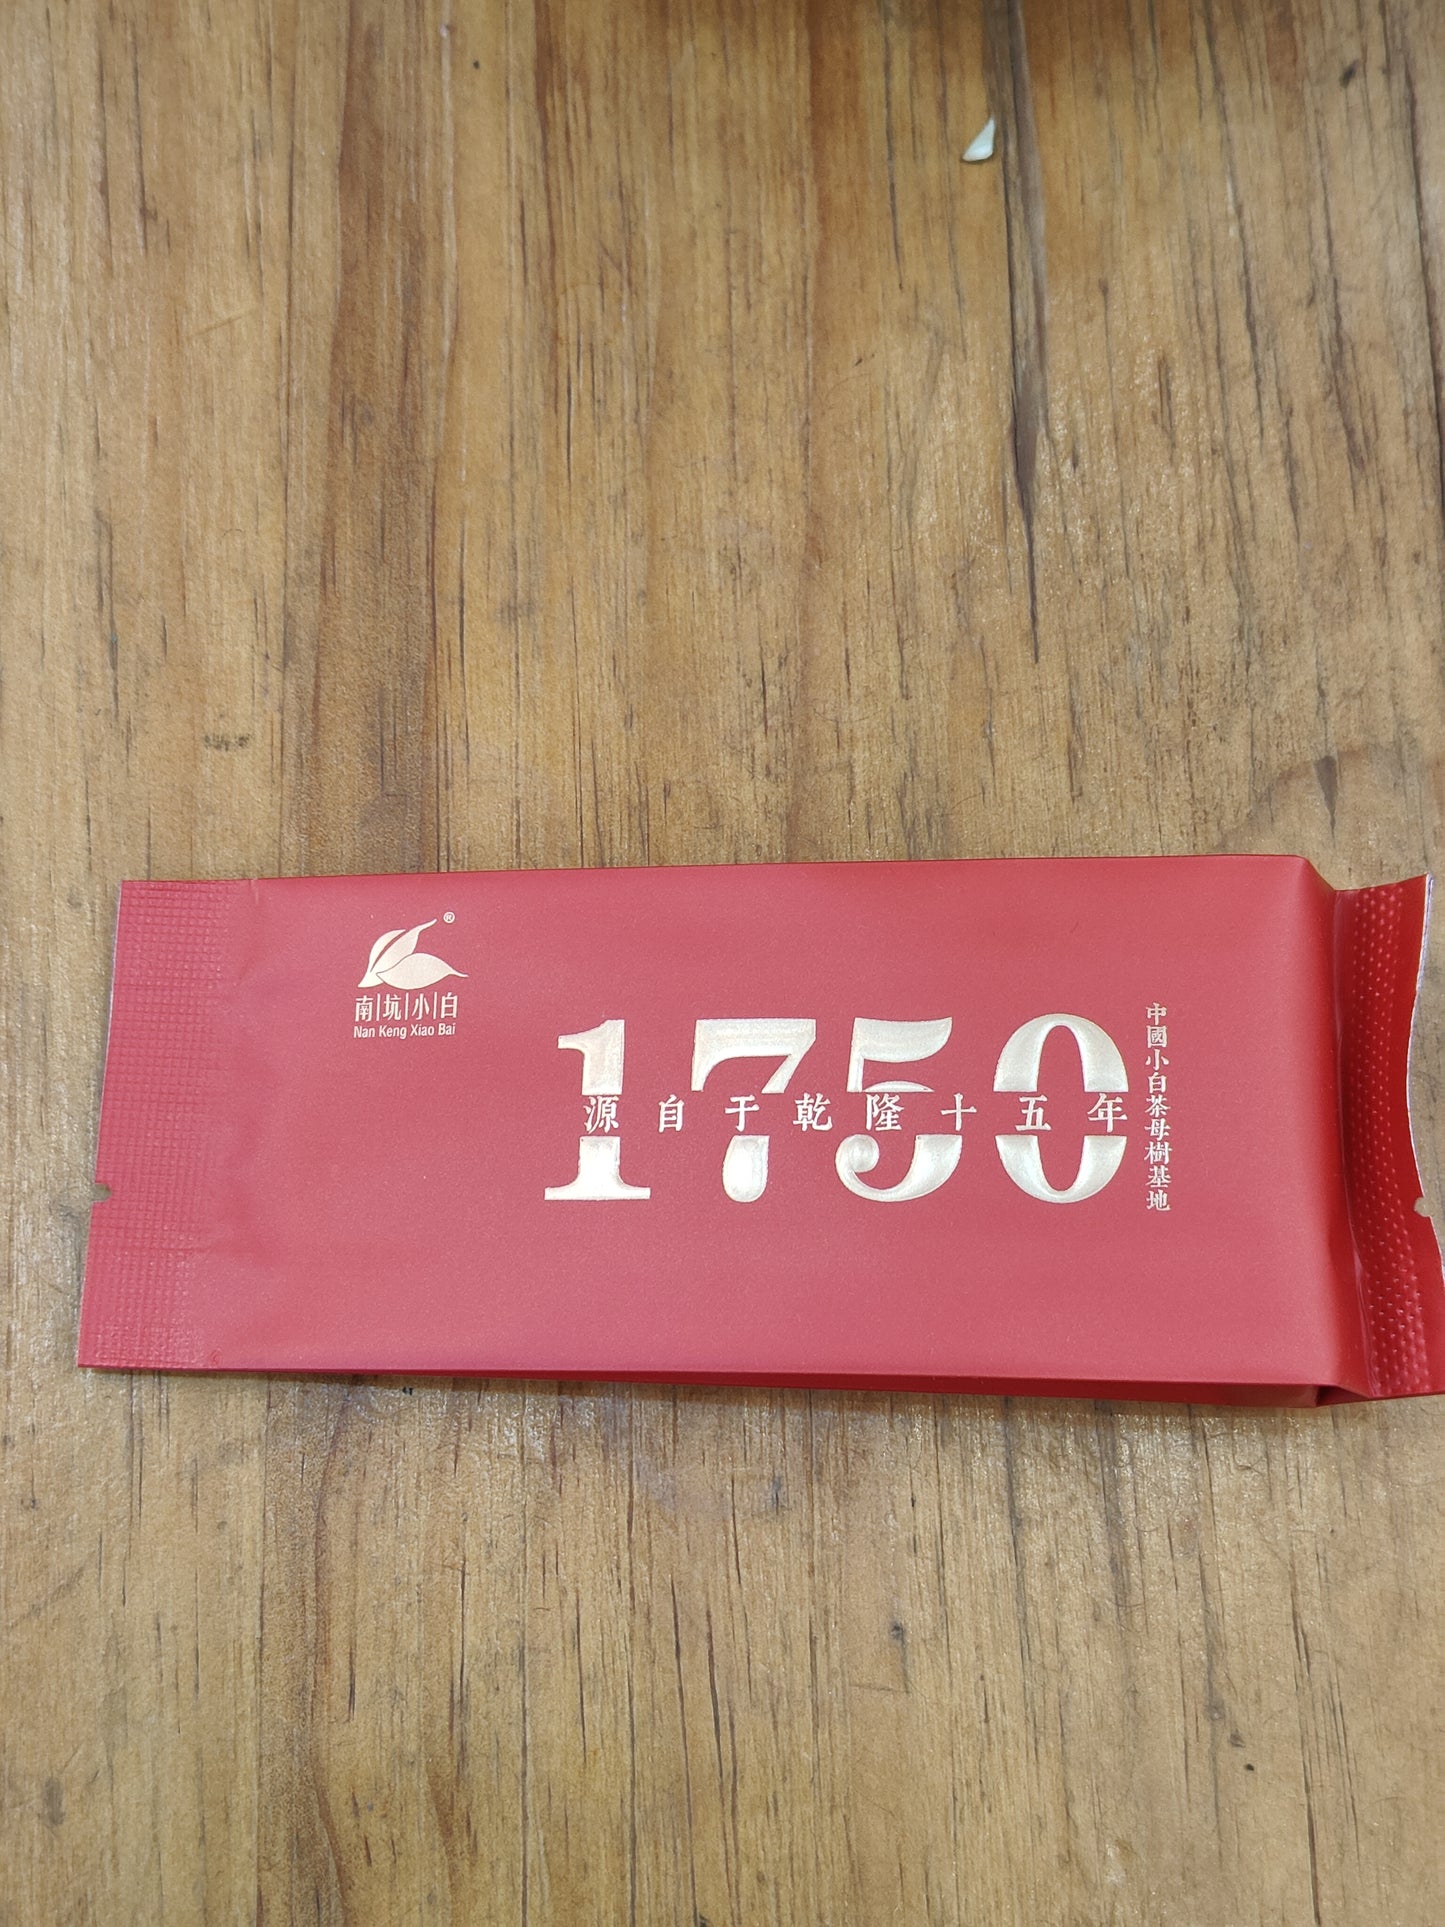 ®
南|坑|小|白
Nan Keng Xiao Bai
1750
源自于乾隆十五年
中國小白茶母樹基地